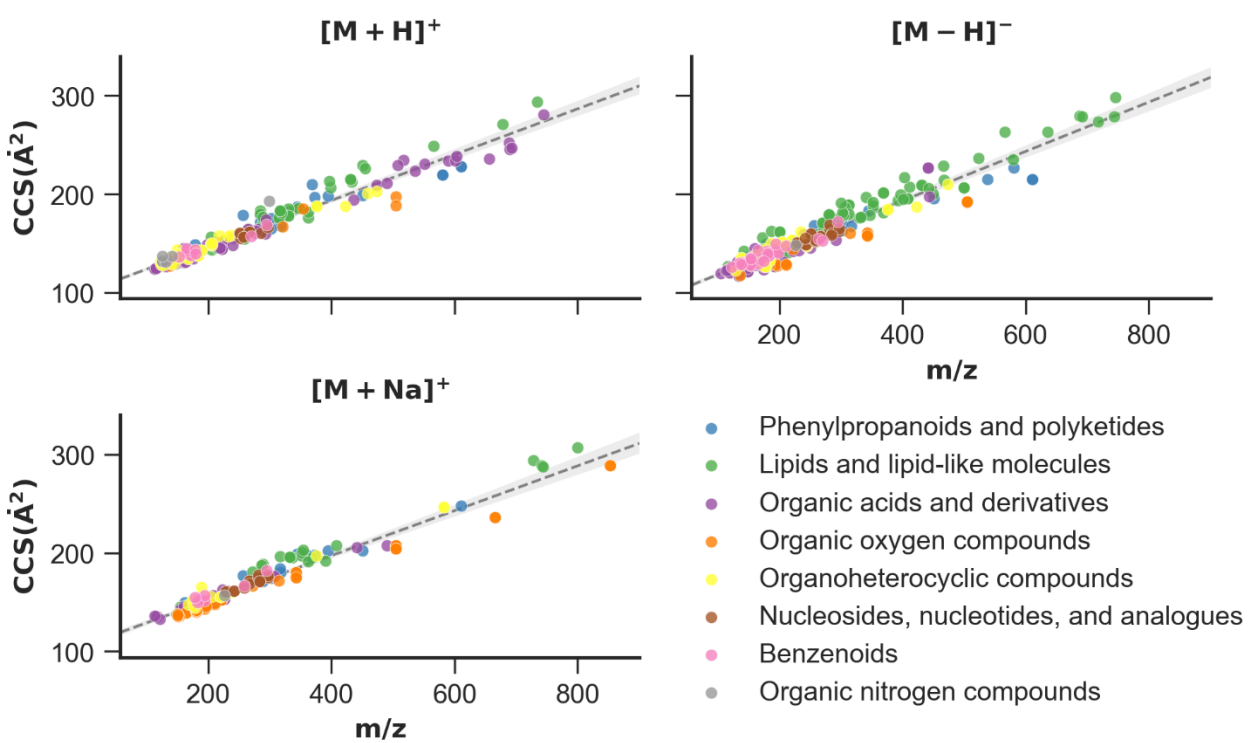 [M + H]⁺
[M − H]⁻
CCS(Å²)
300
200
100
200 400 600 800
m/z
[M + Na]⁺
CCS(Å²)
300
200
100
200 400 600 800
m/z
Phenylpropanoids and polyketides
Lipids and lipid-like molecules
Organic acids and derivatives
Organic oxygen compounds
Organoheterocyclic compounds
Nucleosides, nucleotides, and analogues
Benzenoids
Organic nitrogen compounds